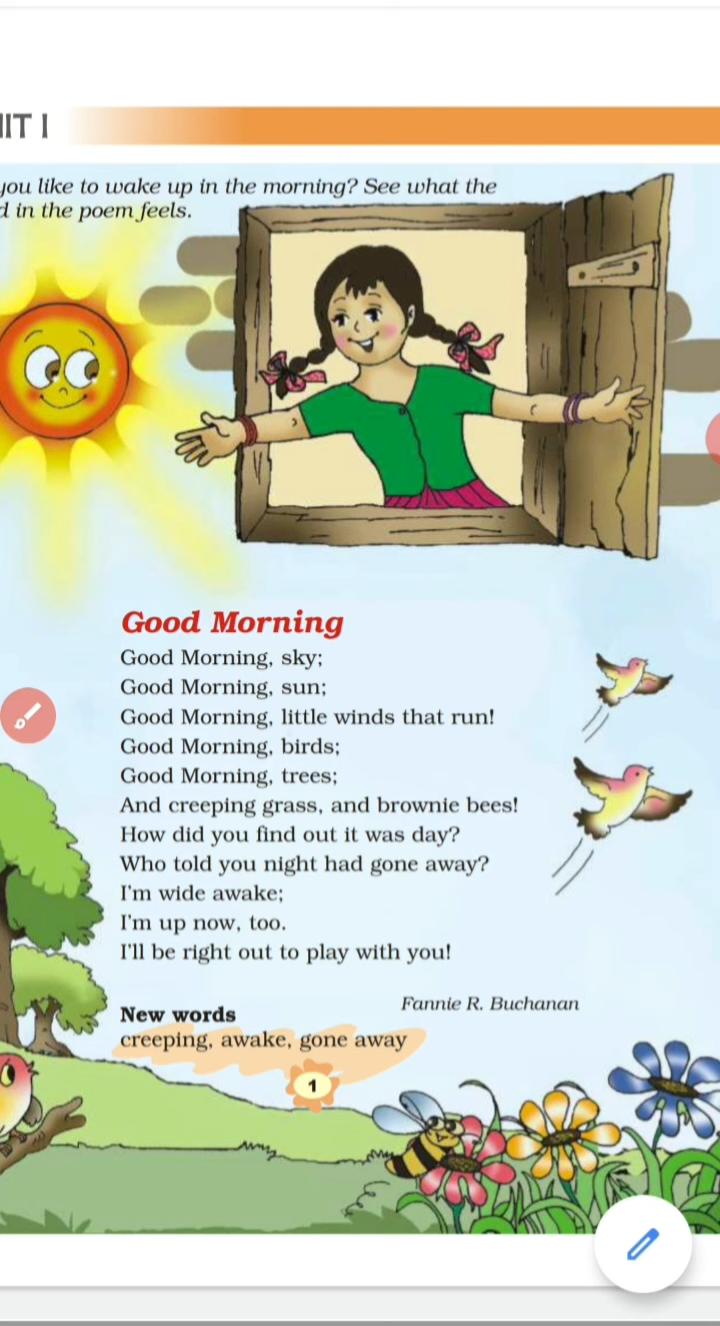 IT I
you like to wake up in the morning? See what the
in the poem feels.
Good Morning
Good Morning, sky;
Good Morning, sun;
Good Morning, little winds that run!
Good Morning, birds;
Good Morning, trees;
And creeping grass, and brownie bees!
How did you find out it was day?
Who told you night had gone away?
I'm wide awake;
I'm up now, too.
I'll be right out to play with you!
Fannie R. Buchanan
New words
creeping, awake, gone away
1